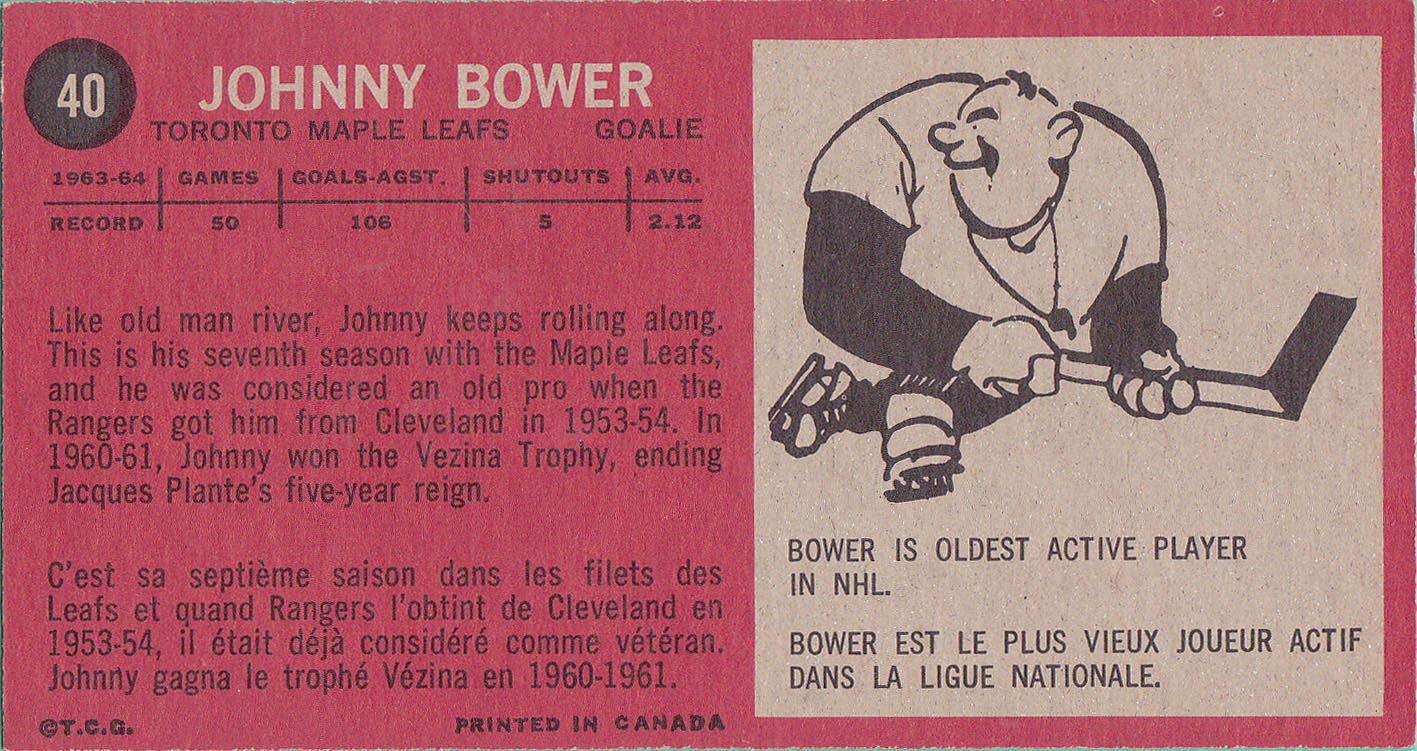 40
JOHNNY BOWER
TORONTO MAPLE LEAFS GOALIE
1963-64 GAMES GOALS-AGST. SHUTOUTS AVG.
RECORD 50 106 5 2.12
Like old man river, Johnny keeps rolling along.
This is his seventh season with the Maple Leafs,
and he was considered an old pro when the
Rangers got him from Cleveland in 1953-54. In
1960-61, Johnny won the Vezina Trophy, ending
Jacques Plante's five-year reign.
C'est sa septième saison dans les filets des
Leafs et quand Rangers l'obtint de Cleveland en
1953-54, il était déjà considéré comme vétéran.
Johnny gagna le trophé Vézina en 1960-1961.
©T.C.G. PRINTED IN CANADA
BOWER IS OLDEST ACTIVE PLAYER
IN NHL.
BOWER EST LE PLUS VIEUX JOUEUR ACTIF
DANS LA LIGUE NATIONALE.